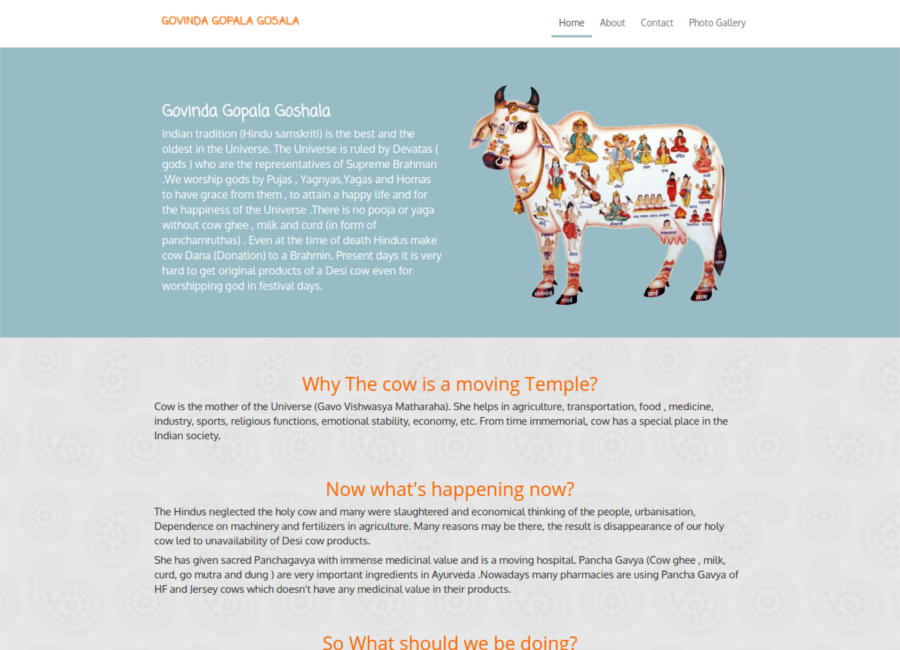 GOVINDA GOPALA GOSALA
Home About Contact Photo Gallery
Govinda Gopala Goshala
Indian tradition (Hindu samskriti) is the best and the
oldest in the Universe. The Universe is ruled by Devatas (
gods ) who are the representatives of Supreme Brahman
.We worship gods by Pujas , Yagnyas,Yagas and Homas
to have grace from them , to attain a happy life and for
the happiness of the Universe .There is no pooja or yaga
without cow ghee , milk and curd (in form of
panchamruthas) . Even at the time of death Hindus make
cow Dana (Donation) to a Brahmin. Present days it is very
hard to get original products of a Desi cow even for
worshipping god in festival days.
Why The cow is a moving Temple?
Cow is the mother of the Universe (Gavo Vishwasya Matharaha). She helps in agriculture, transportation, food , medicine,
industry, sports, religious functions, emotional stability, economy, etc. From time immemorial, cow has a special place in the
Indian society.
Now what's happening now?
The Hindus neglected the holy cow and many were slaughtered and economical thinking of the people, urbanisation,
Dependence on machinery and fertilizers in agriculture. Many reasons may be there, the result is disappearance of our holy
cow led to unavailability of Desi cow products.
She has given sacred Panchagavya with immense medicinal value and is a moving hospital. Pancha Gavya (Cow ghee , milk,
curd, go mutra and dung ) are very important ingredients in Ayurveda .Nowadays many pharmacies are using Pancha Gavya of
HF and Jersey cows which doesn't have any medicinal value in their products.
So What should we be doing?